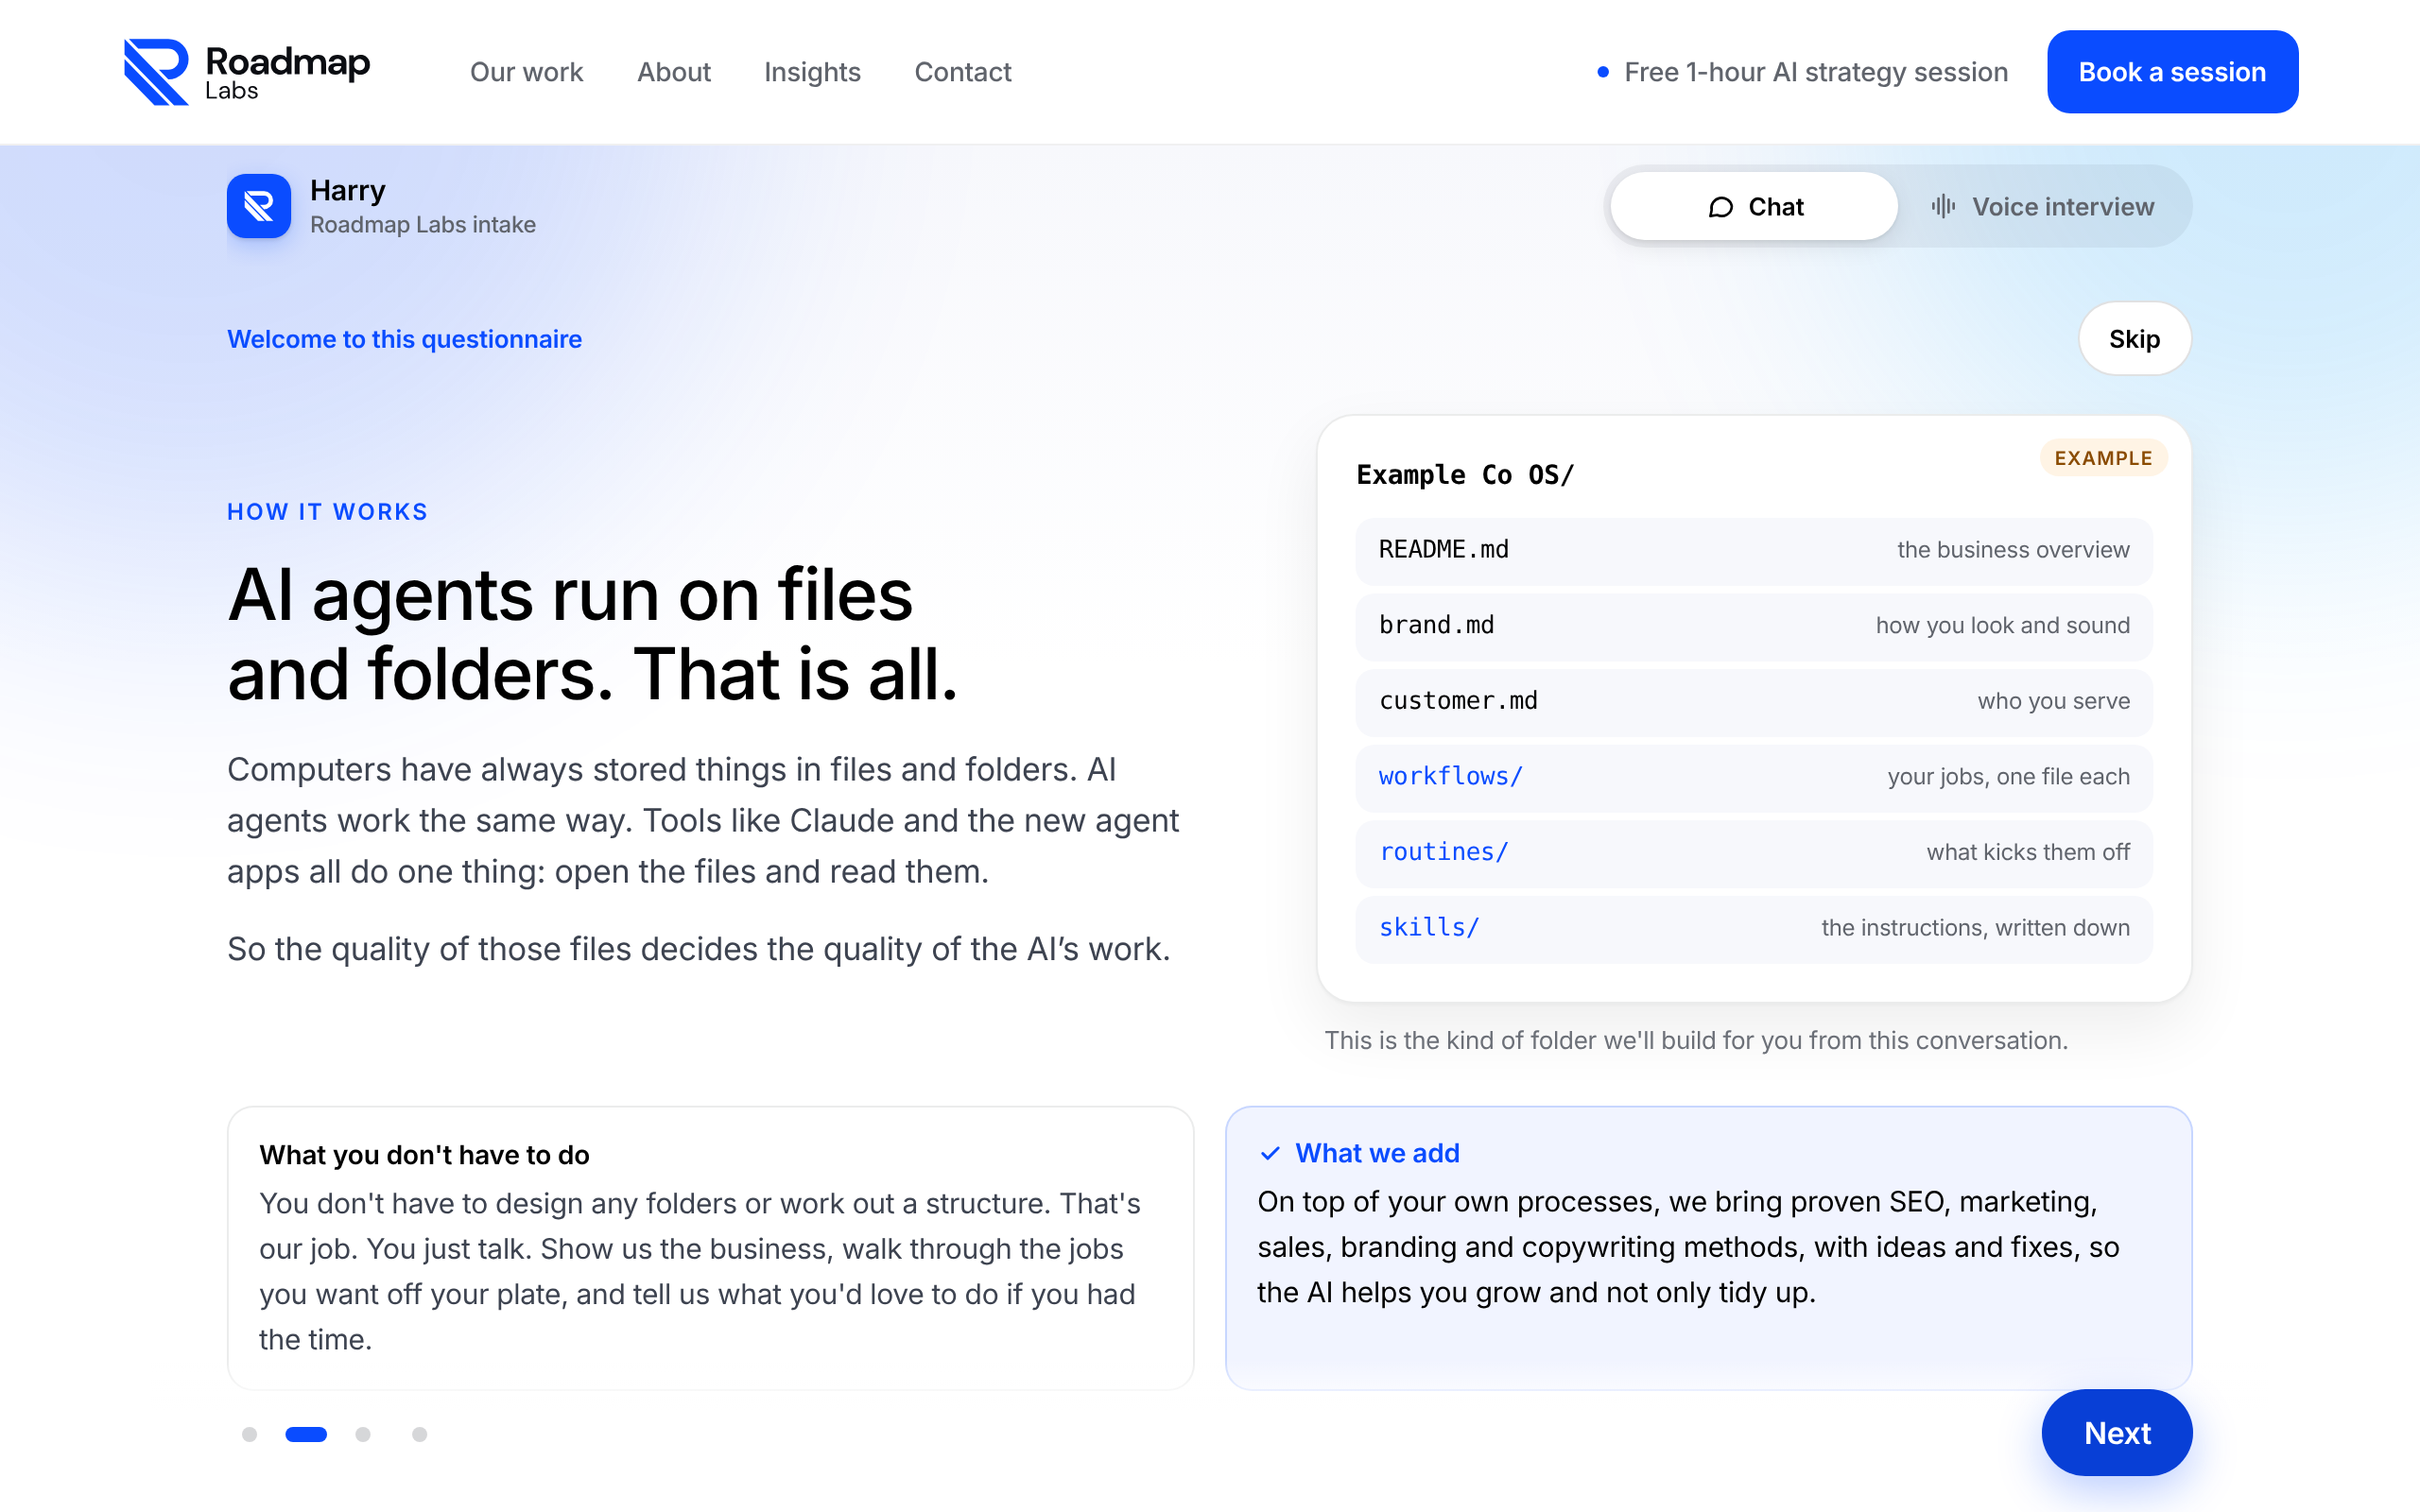 Roadmap
Labs
Our work
About
Insights
Contact
Free 1-hour AI strategy session
Book a session
Harry
Roadmap Labs intake
Chat
Voice interview
Welcome to this questionnaire
Skip
HOW IT WORKS
AI agents run on files
and folders. That is all.
Computers have always stored things in files and folders. AI
agents work the same way. Tools like Claude and the new agent
apps all do one thing: open the files and read them.
So the quality of those files decides the quality of the AI’s work.
EXAMPLE
Example Co OS/
README.md the business overview
brand.md how you look and sound
customer.md who you serve
workflows/ your jobs, one file each
routines/ what kicks them off
skills/ the instructions, written down
This is the kind of folder we'll build for you from this conversation.
What you don't have to do
You don't have to design any folders or work out a structure. That's
our job. You just talk. Show us the business, walk through the jobs
you want off your plate, and tell us what you'd love to do if you had
the time.
What we add
On top of your own processes, we bring proven SEO, marketing,
sales, branding and copywriting methods, with ideas and fixes, so
the AI helps you grow and not only tidy up.
Next